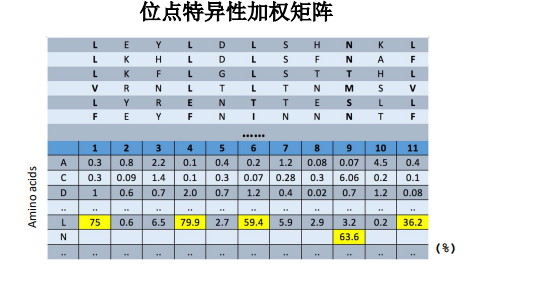 位点特异性加权矩阵
L E Y L D L S H N K L
L K H L D L S F N A F
L K F L G L S T T H L
V R N L T L T N M S V
L Y R E N T T E S L L
F E Y F N I N N N T F
......
1 2 3 4 5 6 7 8 9 10 11
A 0.3 0.8 2.2 0.1 0.4 0.2 1.2 0.08 0.07 4.5 0.4
C 0.3 0.09 1.4 0.1 0.3 0.07 0.28 0.3 6.06 0.2 0.1
D 1 0.6 0.7 2.0 0.7 1.2 0.4 0.02 0.7 1.2 0.08
.. .. .. .. .. .. .. .. .. .. .. ..
L 75 0.6 6.5 79.9 2.7 59.4 5.9 2.9 3.2 0.2 36.2
N 63.6
.. .. .. .. .. .. .. .. .. .. .. ..
Amino acids
(%)